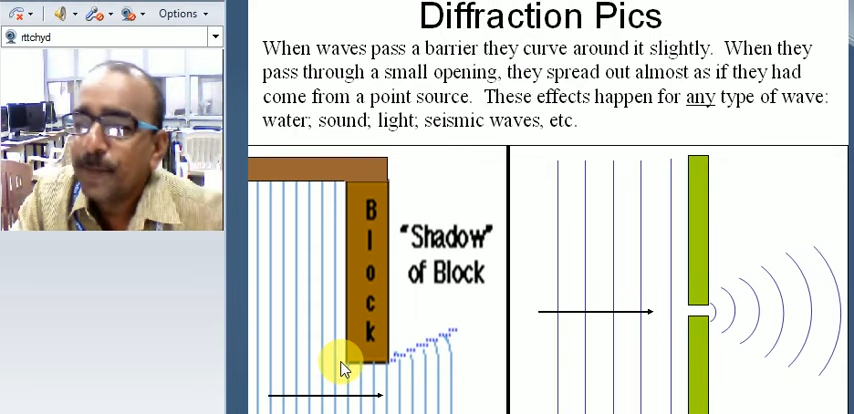 Options
rttchyd
Diffraction Pics
When waves pass a barrier they curve around it slightly. When they
pass through a small opening, they spread out almost as if they had
come from a point source. These effects happen for any type of wave:
water; sound; light; seismic waves, etc.
Block
"Shadow"
of Block